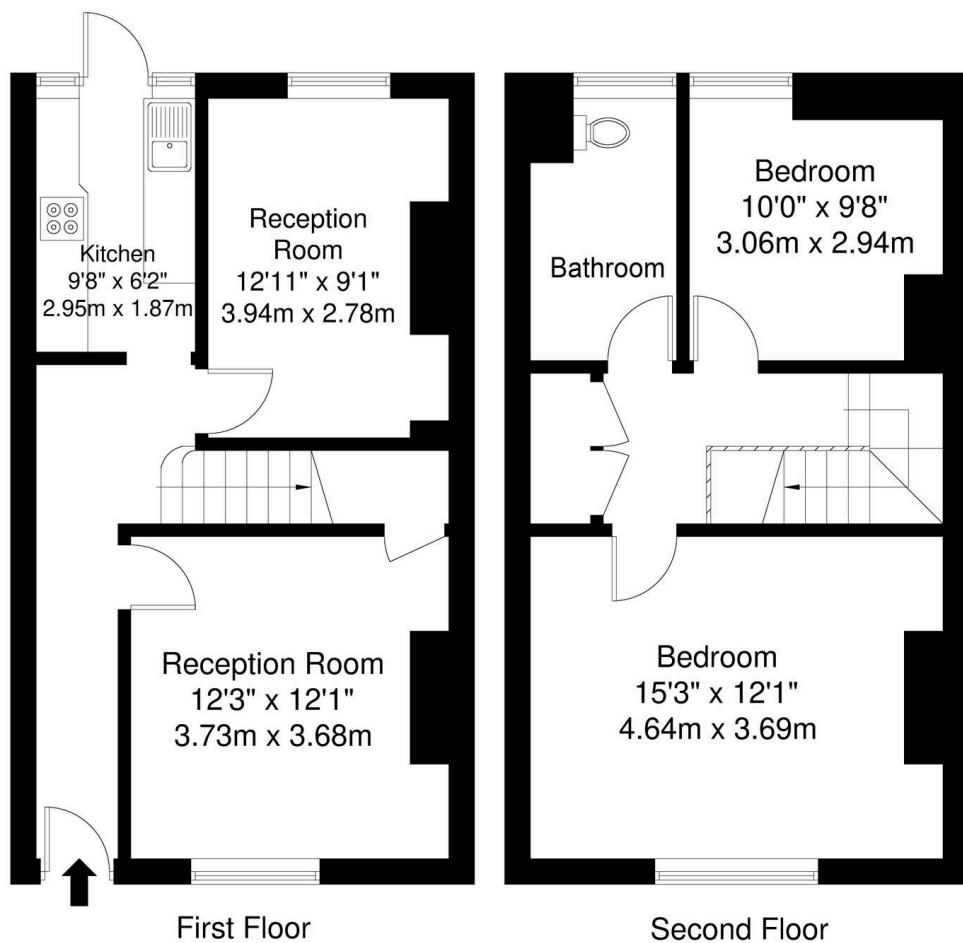 Kitchen
9'8" x 6'2"
2.95m x 1.87m
Reception
Room
12'11" x 9'1"
3.94m x 2.78m
Reception Room
12'3" x 12'1"
3.73m x 3.68m
First Floor
Bathroom
Bedroom
10'0" x 9'8"
3.06m x 2.94m
Bedroom
15'3" x 12'1"
4.64m x 3.69m
Second Floor